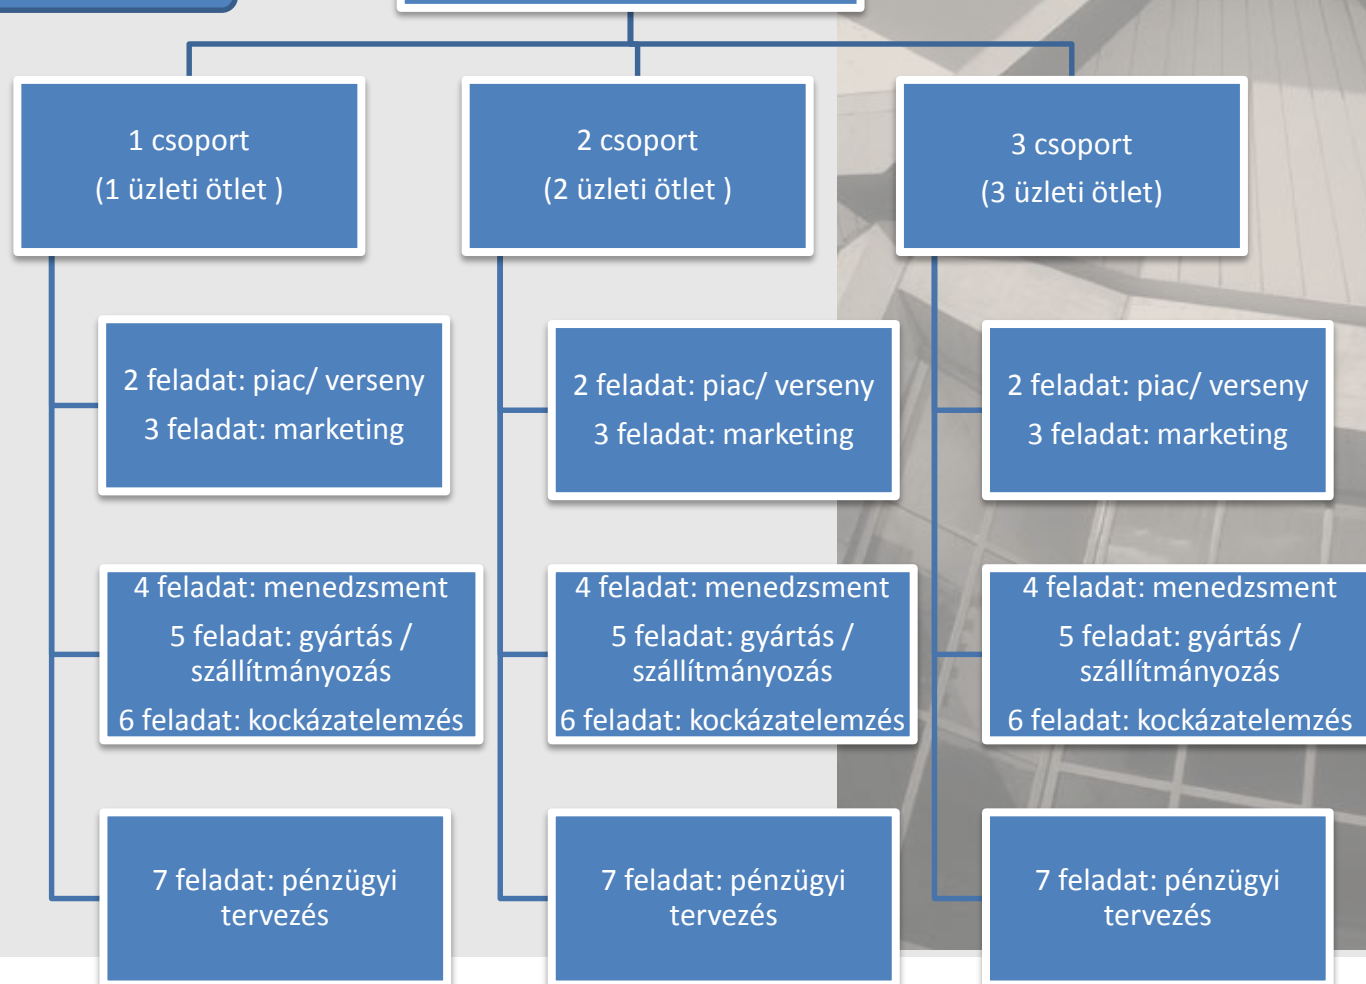 1 csoport
(1 üzleti ötlet )
2 feladat: piac/ verseny
3 feladat: marketing
4 feladat: menedzsment
5 feladat: gyártás /
szállítmányozás
6 feladat: kockázatelemzés
7 feladat: pénzügyi
tervezés
2 csoport
(2 üzleti ötlet )
2 feladat: piac/ verseny
3 feladat: marketing
4 feladat: menedzsment
5 feladat: gyártás /
szállítmányozás
6 feladat: kockázatelemzés
7 feladat: pénzügyi
tervezés
3 csoport
(3 üzleti ötlet)
2 feladat: piac/ verseny
3 feladat: marketing
4 feladat: menedzsment
5 feladat: gyártás /
szállítmányozás
6 feladat: kockázatelemzés
7 feladat: pénzügyi
tervezés